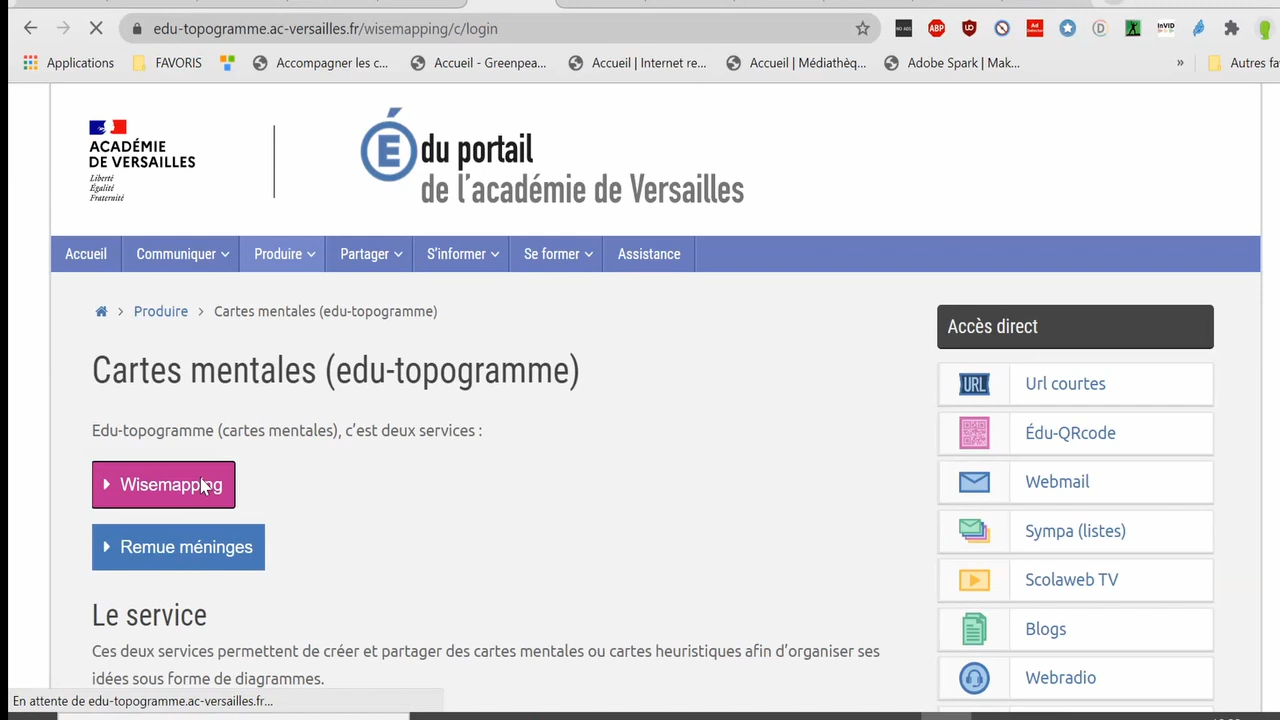 edu-topogramme.ac-versailles.fr/wisemapping/c/login
NO ADS
ABP
Ad
D
InVID
Applications
FAVORIS
Accompagner les c...
Accueil - Greenpea...
Accueil | Internet re...
Accueil | Médiathèq...
Adobe Spark | Mak...
»
Autres fa
ACADÉMIE
DE VERSAILLES
Liberté
Égalité
Fraternité
É du portail
de l'académie de Versailles
Accueil
Communiquer
Produire
Partager
S'informer
Se former
Assistance
Produire > Cartes mentales (edu-topogramme)
Cartes mentales (edu-topogramme)
Edu-topogramme (cartes mentales), c'est deux services :
Wisemapping
Remue méninges
Le service
Ces deux services permettent de créer et partager des cartes mentales ou cartes heuristiques afin d'organiser ses
idées sous forme de diagrammes.
Accès direct
URL Url courtes
Édu-QRcode
Webmail
Sympa (listes)
Scolaweb TV
Blogs
Webradio
En attente de edu-topogramme.ac-versailles.fr...